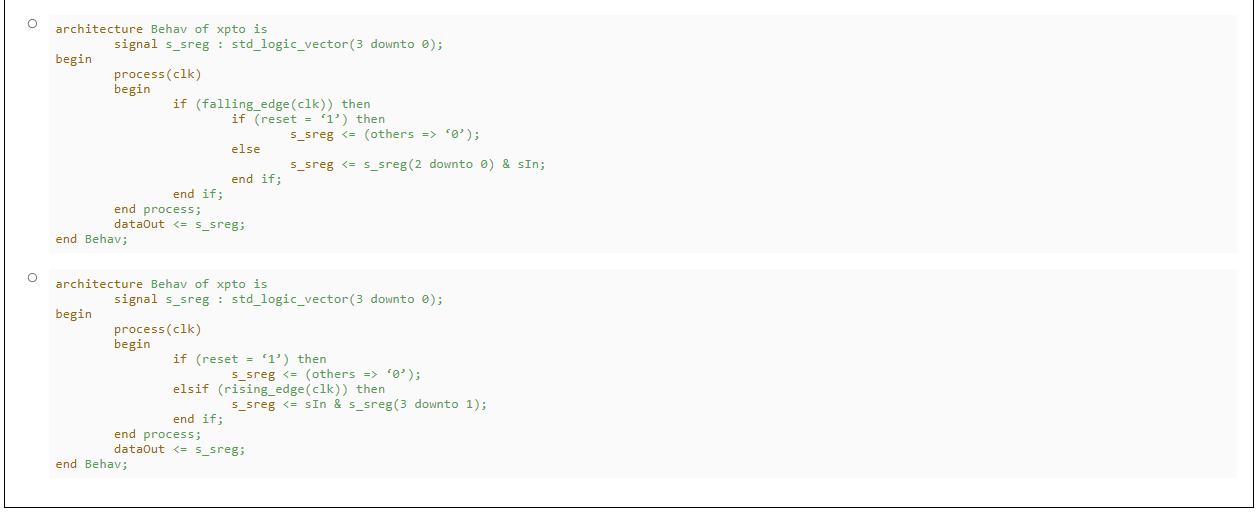 architecture Behav of xpto is
signal s_sreg : std_logic_vector(3 downto 0);
begin
process(clk)
begin
if (falling_edge(clk)) then
if (reset = ‘1’) then
s_sreg <= (others => ‘0’);
else
s_sreg <= s_sreg(2 downto 0) & sIn;
end if;
end if;
end process;
dataOut <= s_sreg;
end Behav;
architecture Behav of xpto is
signal s_sreg : std_logic_vector(3 downto 0);
begin
process(clk)
begin
if (reset = ‘1’) then
s_sreg <= (others => ‘0’);
elsif (rising_edge(clk)) then
s_sreg <= sIn & s_sreg(3 downto 1);
end if;
end process;
dataOut <= s_sreg;
end Behav;